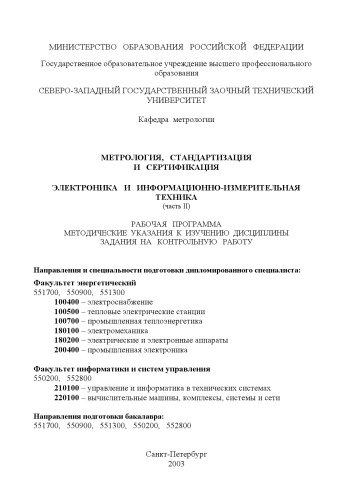 МИНИСТЕРСТВО ОБРАЗОВАНИЯ РОССИЙСКОЙ ФЕДЕРАЦИИ
Государственное образовательное учреждение высшего профессионального
образования
СЕВЕРО-ЗАПАДНЫЙ ГОСУДАРСТВЕННЫЙ ЗАОЧНЫЙ ТЕХНИЧЕСКИЙ
УНИВЕРСИТЕТ
Кафедра метрологии
МЕТРОЛОГИЯ, СТАНДАРТИЗАЦИЯ
И СЕРТИФИКАЦИЯ
ЭЛЕКТРОНИКА И ИНФОРМАЦИОННО-ИЗМЕРИТЕЛЬНАЯ
ТЕХНИКА
(часть II)
РАБОЧАЯ ПРОГРАММА
МЕТОДИЧЕСКИЕ УКАЗАНИЯ К ИЗУЧЕНИЮ ДИСЦИПЛИНЫ
ЗАДАНИЯ НА КОНТРОЛЬНУЮ РАБОТУ
Направления и специальности подготовки дипломированного специалиста:
Факультет энергетический
551700, 550900, 551300
100400 – электроснабжение
100500 – тепловые электрические станции
100700 – промышленная теплоэнергетика
180100 – электромеханика
180200 – электрические и электронные аппараты
200400 – промышленная электроника
Факультет информатики и систем управления
550200, 552800
210100 – управление и информатика в технических системах
220100 – вычислительные машины, комплексы, системы и сети
Направления подготовки бакалавра:
551700, 550900, 551300, 550200, 552800
Санкт-Петербург
2003